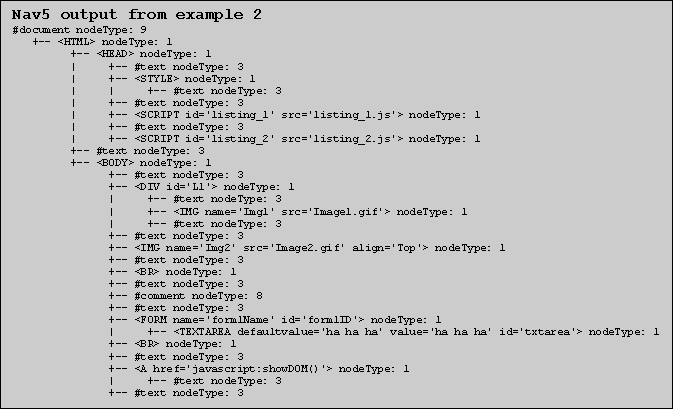 Nav5 output from example 2
#document nodeType: 9
+-- <HTML> nodeType: 1
+-- <HEAD> nodeType: 1
| +-- #text nodeType: 3
| +-- <STYLE> nodeType: 1
| | +-- #text nodeType: 3
| +-- #text nodeType: 3
| +-- <SCRIPT id='listing_1' src='listing_1.js'> nodeType: 1
| +-- #text nodeType: 3
| +-- <SCRIPT id='listing_2' src='listing_2.js'> nodeType: 1
+-- #text nodeType: 3
+-- <BODY> nodeType: 1
+-- #text nodeType: 3
+-- <DIV id='L1'> nodeType: 1
| +-- #text nodeType: 3
| +-- <IMG name='Img1' src='Image1.gif'> nodeType: 1
| +-- #text nodeType: 3
+-- #text nodeType: 3
+-- <IMG name='Img2' src='Image2.gif' align='Top'> nodeType: 1
+-- #text nodeType: 3
+-- <BR> nodeType: 1
+-- #text nodeType: 3
+-- #comment nodeType: 8
+-- #text nodeType: 3
+-- <FORM name='form1Name' id='form1ID'> nodeType: 1
| +-- <TEXTAREA defaultvalue='ha ha ha' value='ha ha ha' id='txtarea'> nodeType: 1
+-- <BR> nodeType: 1
+-- #text nodeType: 3
+-- <A href='javascript:showDOM()'> nodeType: 1
| +-- #text nodeType: 3
+-- #text nodeType: 3